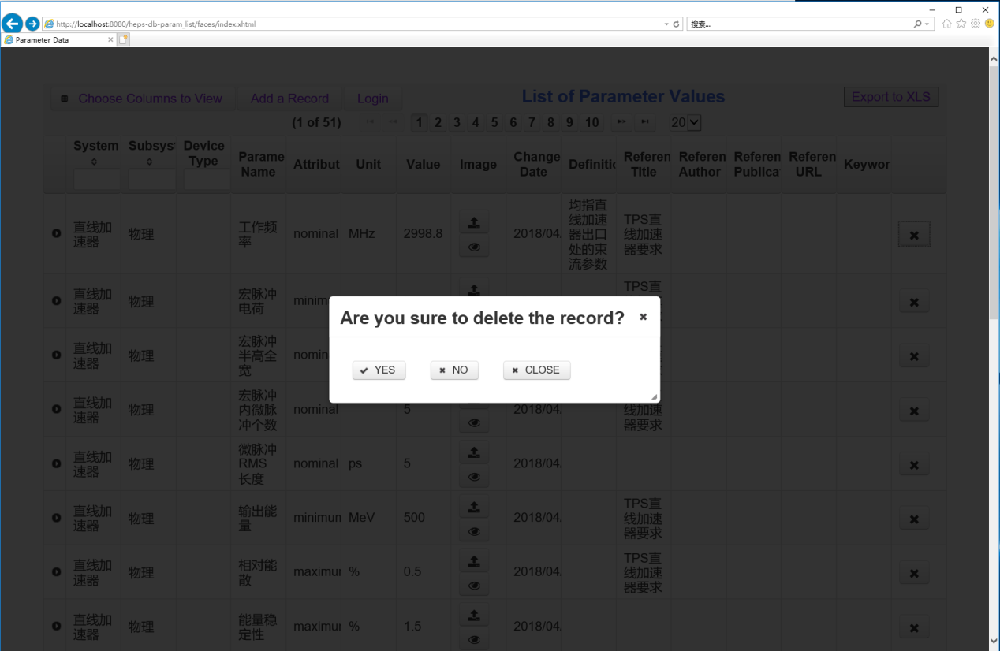 http://localhost:8080/heps-db-param_list/faces/index.xhtml
搜索...
Parameter Data
Choose Columns to View Add a Record Login List of Parameter Values Export to XLS
(1 of 51) 1 2 3 4 5 6 7 8 9 10 20
System Subsys Device Type Parame Name Attribut Unit Value Image Change Date Definitic Referen Title Referen Author Referen Publica Referen URL Keywor
直线加速器 物理 工作频率 nominal MHz 2998.8 2018/04 均指直线加速器出口处的束流参数 TPS直线加速器要求
直线加速器 物理 宏脉冲电荷 minim TPS直
Are you sure to delete the record?
直线加速器 物理 宏脉冲半高全宽 nomin
YES NO CLOSE
直线加速器 物理 宏脉冲内微脉冲个数 nominal 5 2018/04 线加速器要求
直线加速器 物理 微脉冲RMS长度 nominal ps 5 2018/04
直线加速器 物理 输出能量 minimun MeV 500 2018/04 TPS直线加速器要求
直线加速器 物理 相对能散 maximur % 0.5 2018/04 TPS直线加速器要求
直线加速器 物理 能量稳定性 maximur % 1.5 2018/04